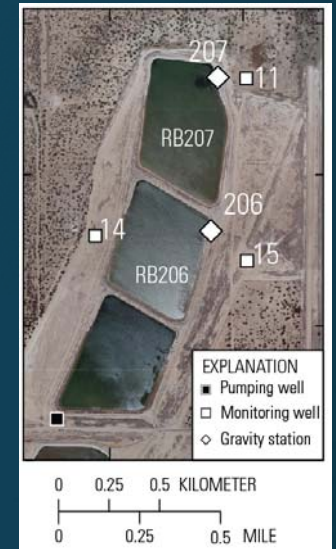 207
11
RB207
206
14
15
RB206
EXPLANATION
Pumping well
Monitoring well
Gravity station
0 0.25 0.5 KILOMETER
0 0.25 0.5 MILE